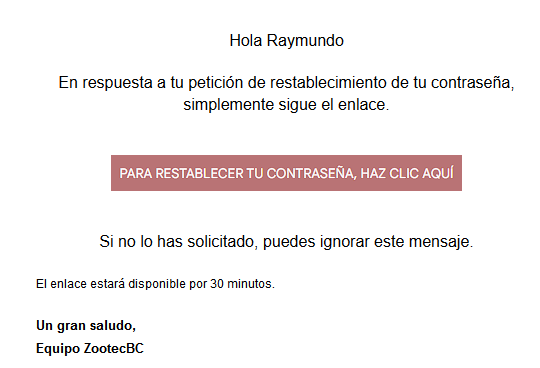 Hola Raymundo
En respuesta a tu petición de restablecimiento de tu contraseña,
simplemente sigue el enlace.
PARA RESTABLECER TU CONTRASEÑA, HAZ CLIC AQUÍ
Si no lo has solicitado, puedes ignorar este mensaje.
El enlace estará disponible por 30 minutos.
Un gran saludo,
Equipo ZootecBC